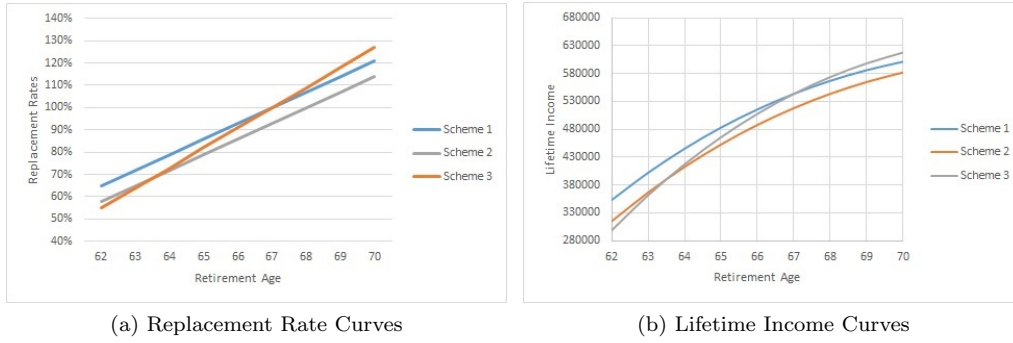 140%
130%
120%
110%
100%
90%
80%
70%
60%
50%
40%
Replacement Rates
62 63 64 65 66 67 68 69 70
Retirement Age
Scheme 1
Scheme 2
Scheme 3
(a) Replacement Rate Curves
680000
630000
580000
530000
480000
430000
380000
330000
280000
Lifetime Income
62 63 64 65 66 67 68 69 70
Retirement Age
Scheme 1
Scheme 2
Scheme 3
(b) Lifetime Income Curves